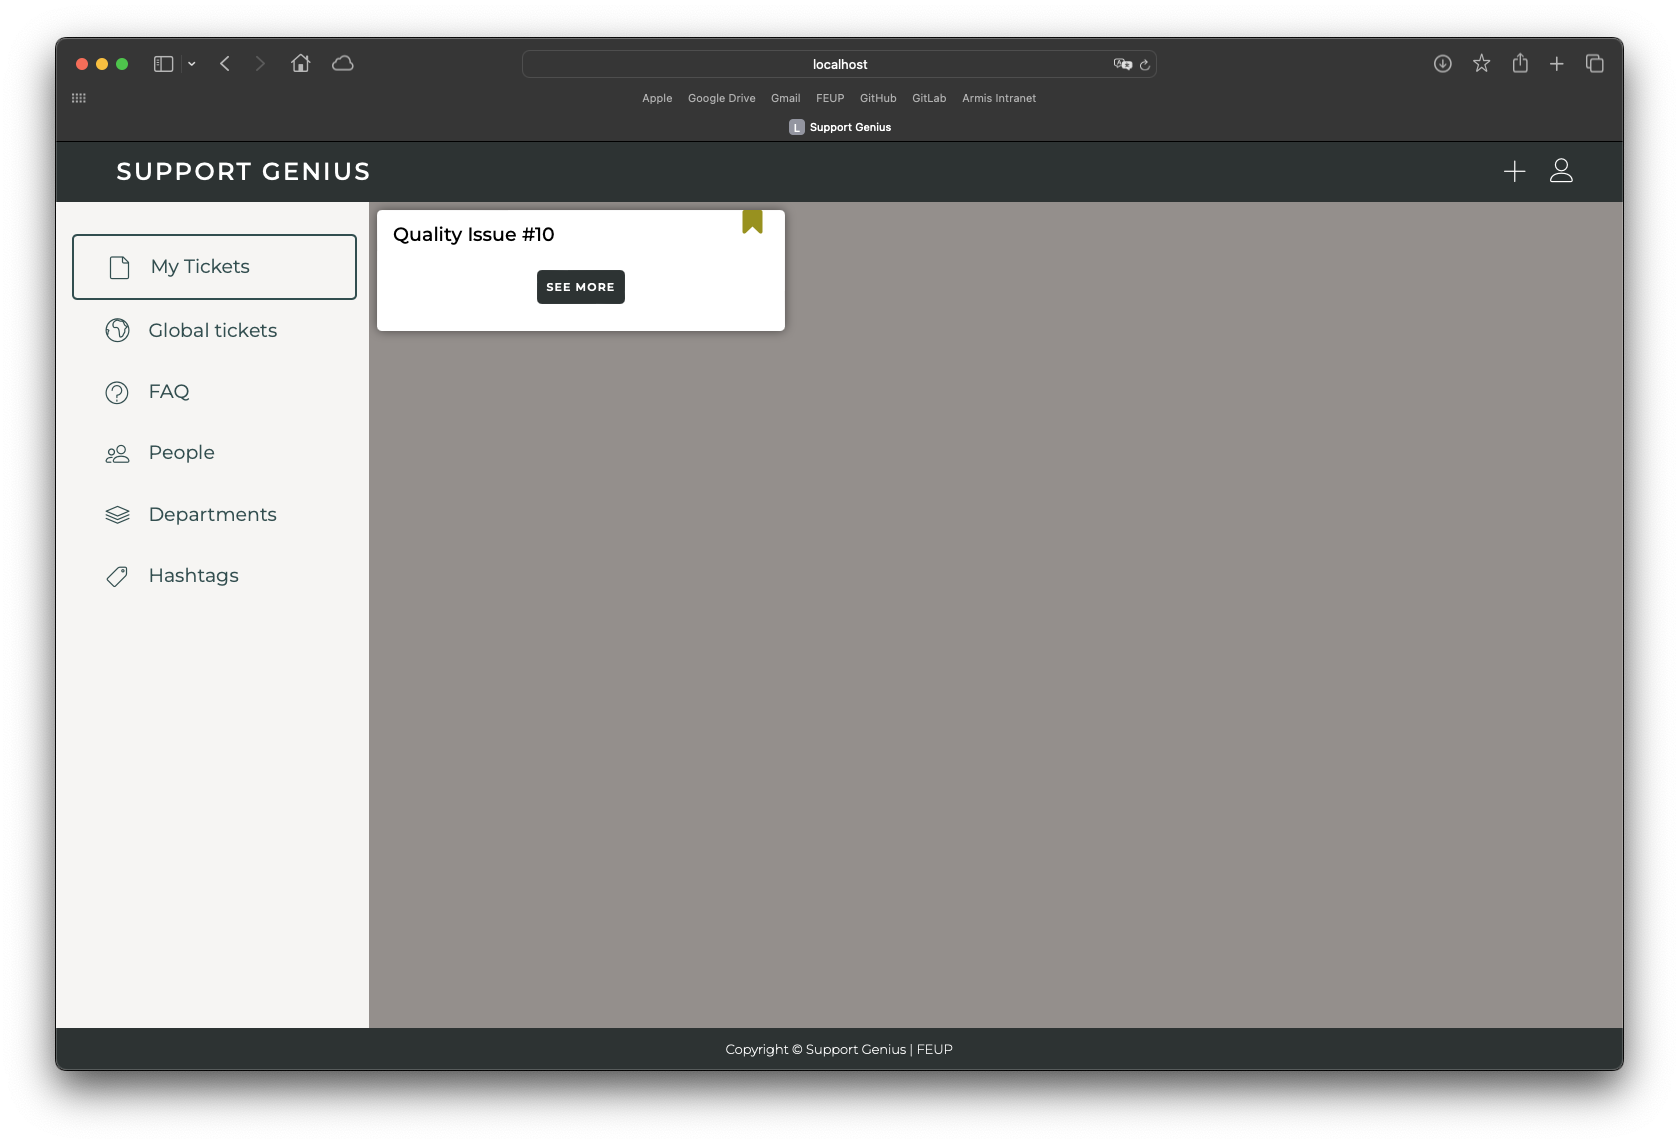 localhost
Apple Google Drive Gmail FEUP GitHub GitLab Armis Intranet
L Support Genius
SUPPORT GENIUS
My Tickets
Global tickets
FAQ
People
Departments
Hashtags
Quality Issue #10
SEE MORE
Copyright © Support Genius | FEUP